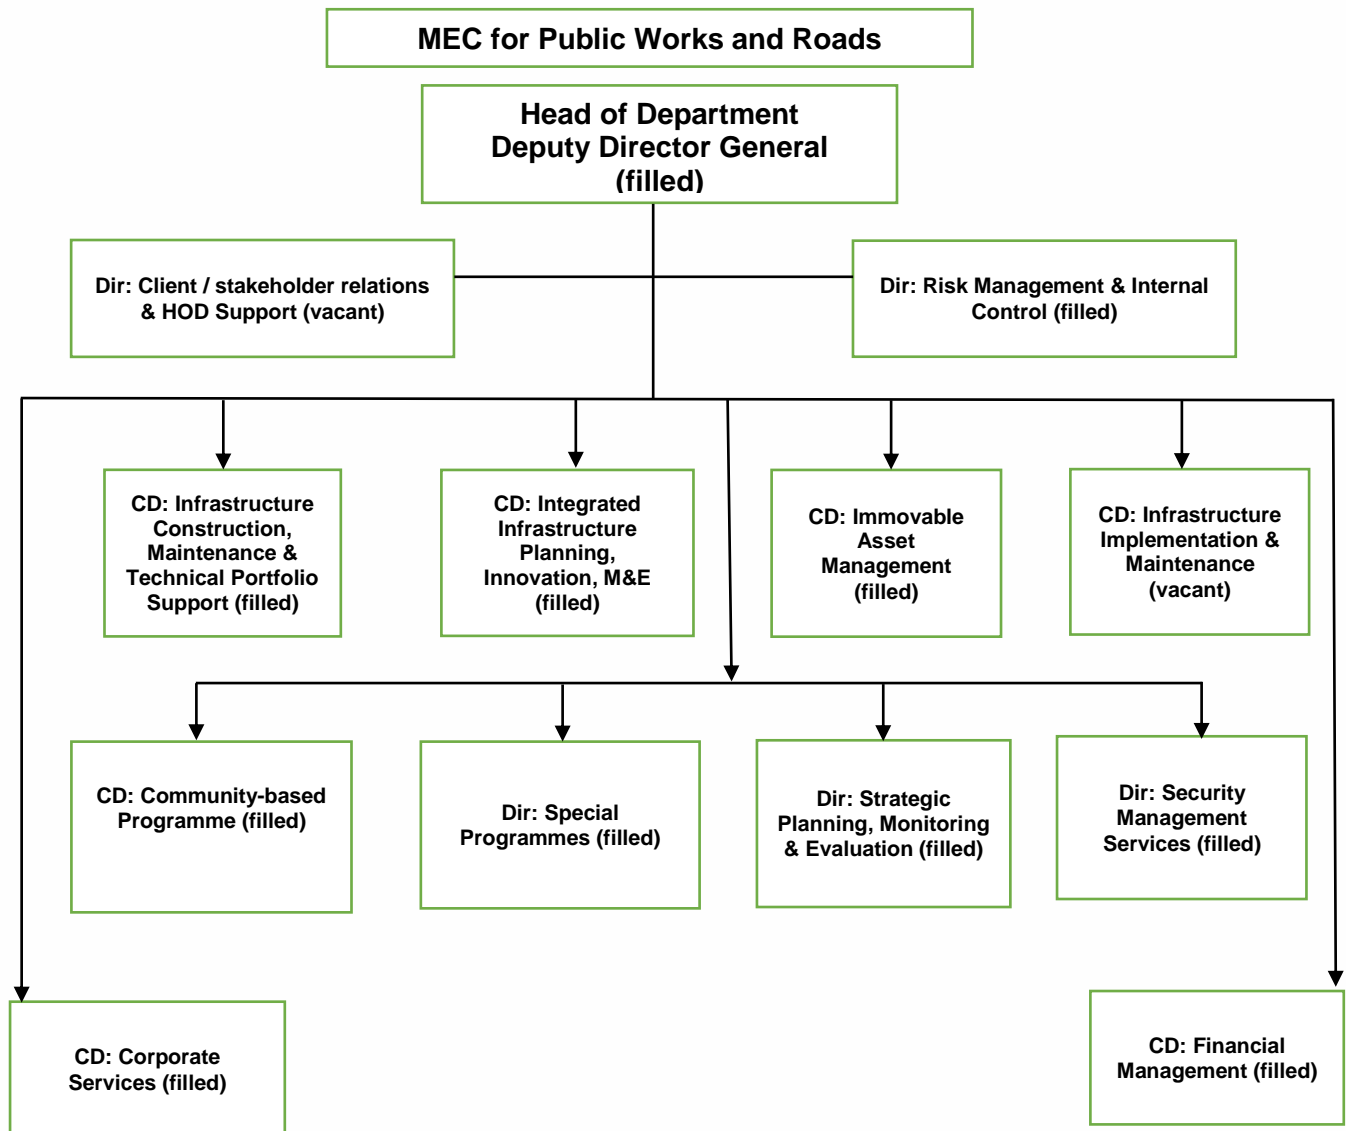 MEC for Public Works and Roads
Head of Department
Deputy Director General
(filled)
Dir: Client / stakeholder relations
& HOD Support (vacant)
Dir: Risk Management & Internal
Control (filled)
CD: Infrastructure
Construction,
Maintenance &
Technical Portfolio
Support (filled)
CD: Integrated
Infrastructure
Planning,
Innovation, M&E
(filled)
CD: Immovable
Asset
Management
(filled)
CD: Infrastructure
Implementation &
Maintenance
(vacant)
CD: Community-based
Programme (filled)
Dir: Special
Programmes (filled)
Dir: Strategic
Planning, Monitoring
& Evaluation (filled)
Dir: Security
Management
Services (filled)
CD: Corporate
Services (filled)
CD: Financial
Management (filled)